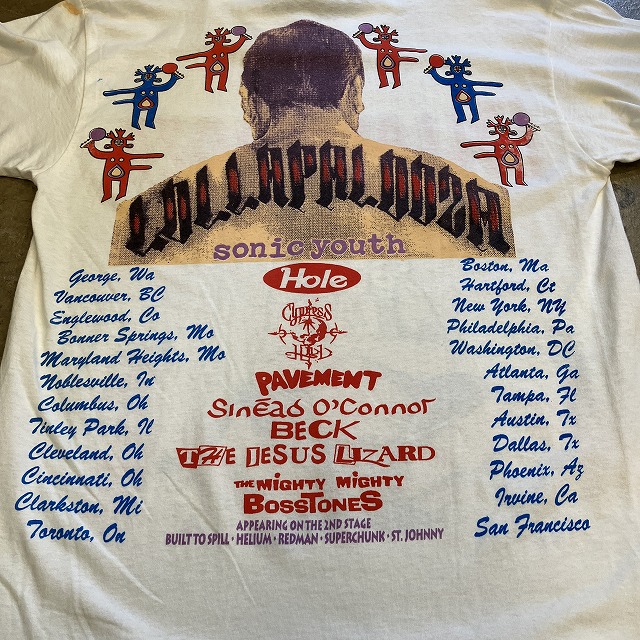 LOLLAPALOOZA
sonic youth
Hole
Cypress
Hill
PAVEMENT
Sinéad O'Connor
BECK
THE JESUS LIZARD
THE MIGHTY MIGHTY
BOSSTONES
APPEARING ON THE 2ND STAGE
BUILT TO SPILL · HELIUM · REDMAN · SUPERCHUNK · ST. JOHNNY
George, Wa
Vancouver, BC
Englewood, Co
Bonner Springs, Mo
Maryland Heights, Mo
Noblesville, In
Columbus, Oh
Tinley Park, Il
Cleveland, Oh
Cincinnati, Oh
Clarkston, Mi
Toronto, On
Boston, Ma
Hartford, Ct
New York, NY
Philadelphia, Pa
Washington, DC
Atlanta, Ga
Tampa, Fl
Austin, Tx
Dallas, Tx
Phoenix, Az
Irvine, Ca
San Francisco